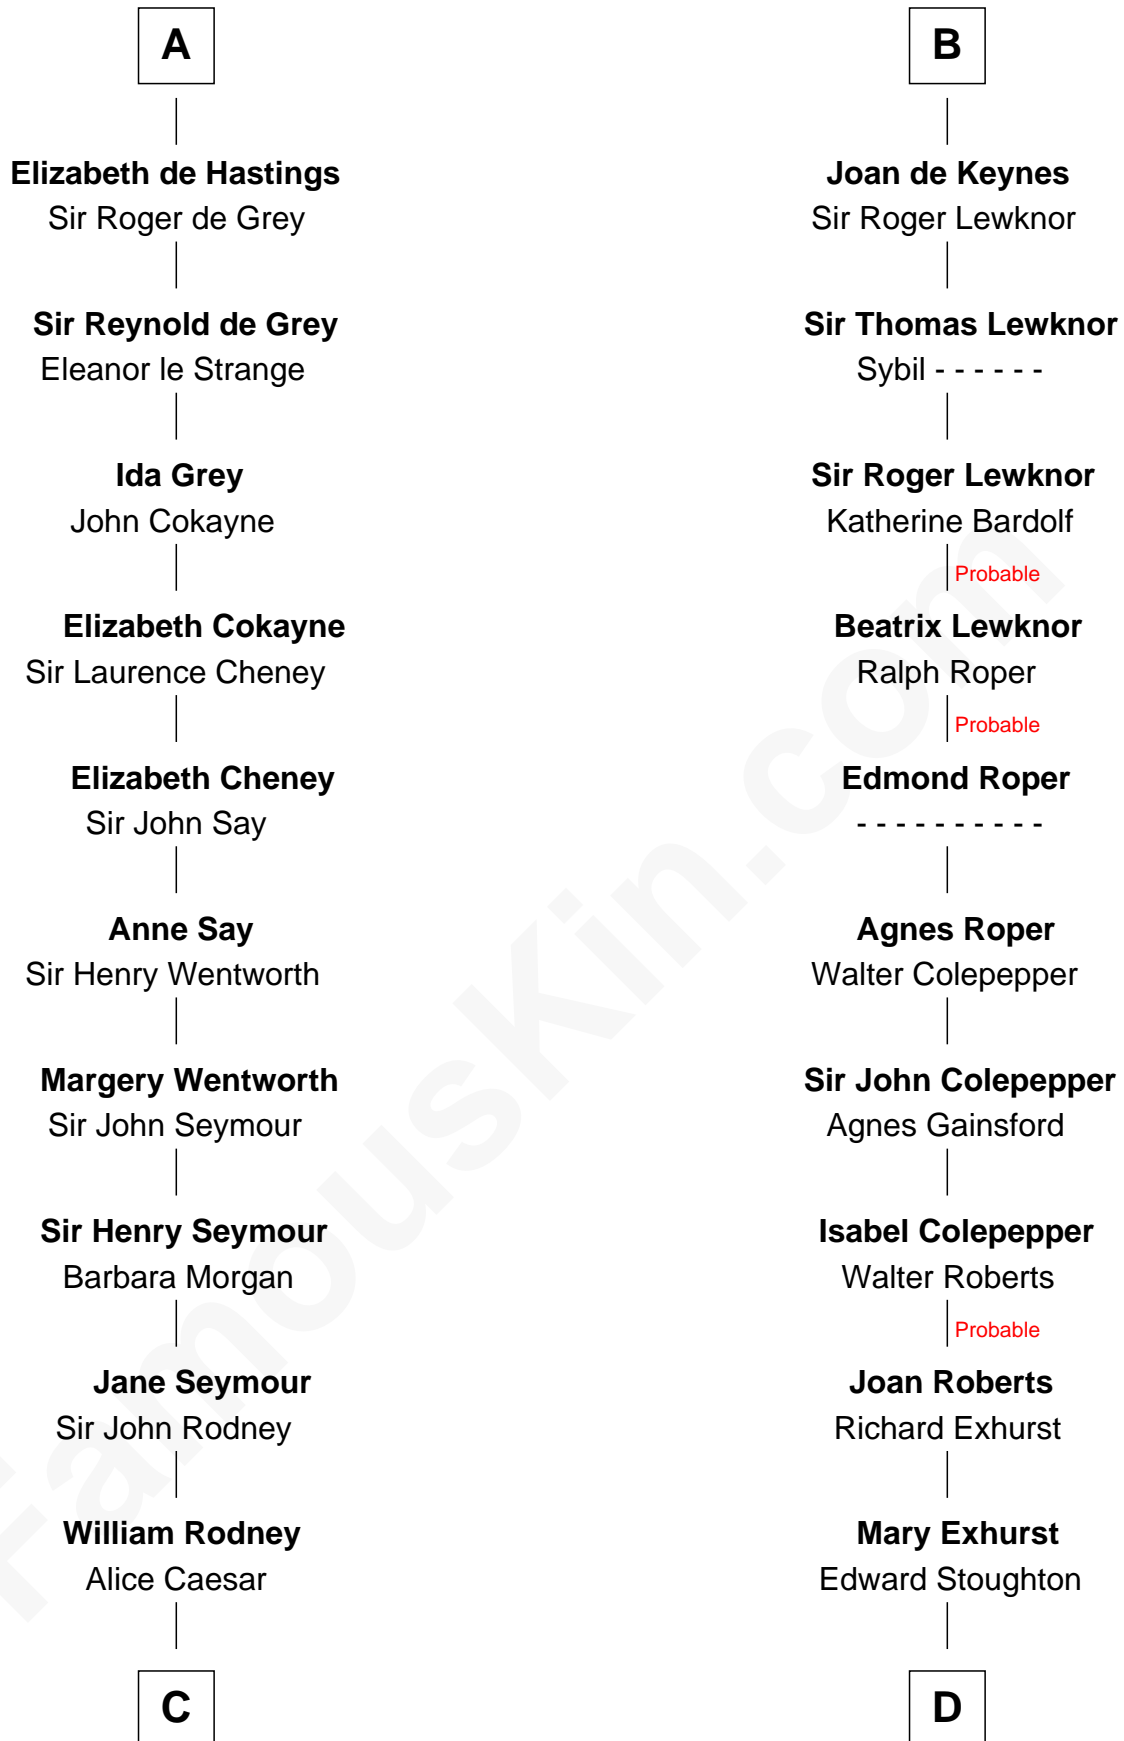 A
Elizabeth de Hastings
Sir Roger de Grey
Sir Reynold de Grey
Eleanor le Strange
Ida Grey
John Cokayne
Elizabeth Cokayne
Sir Laurence Cheney
Elizabeth Cheney
Sir John Say
Anne Say
Sir Henry Wentworth
Margery Wentworth
Sir John Seymour
Sir Henry Seymour
Barbara Morgan
Jane Seymour
Sir John Rodney
William Rodney
Alice Caesar
C
B
Joan de Keynes
Sir Roger Lewknor
Sir Thomas Lewknor
Sybil - - - - - -
Sir Roger Lewknor
Katherine Bardolf
Probable
Beatrix Lewknor
Ralph Roper
Probable
Edmond Roper
- - - - - - - - - -
Agnes Roper
Walter Colepepper
Sir John Colepepper
Agnes Gainsford
Isabel Colepepper
Walter Roberts
Probable
Joan Roberts
Richard Exhurst
Mary Exhurst
Edward Stoughton
D
FamousKin.com